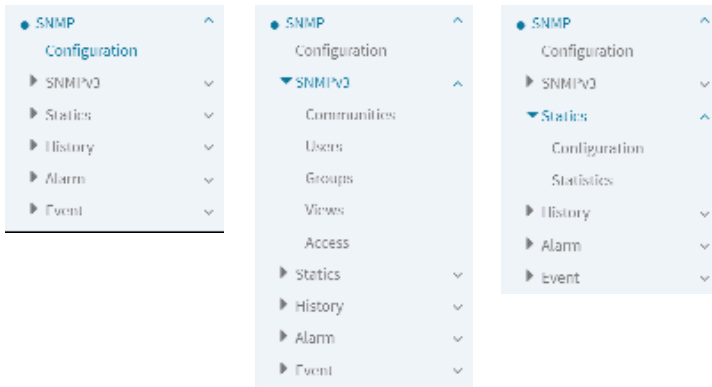 SNMP
Configuration
SNMPv3
Statics
History
Alarm
Event
SNMP
Configuration
SNMPv3
Communities
Users
Groups
Views
Access
Statics
History
Alarm
Event
SNMP
Configuration
SNMPv3
Statics
Configuration
Statistics
History
Alarm
Event